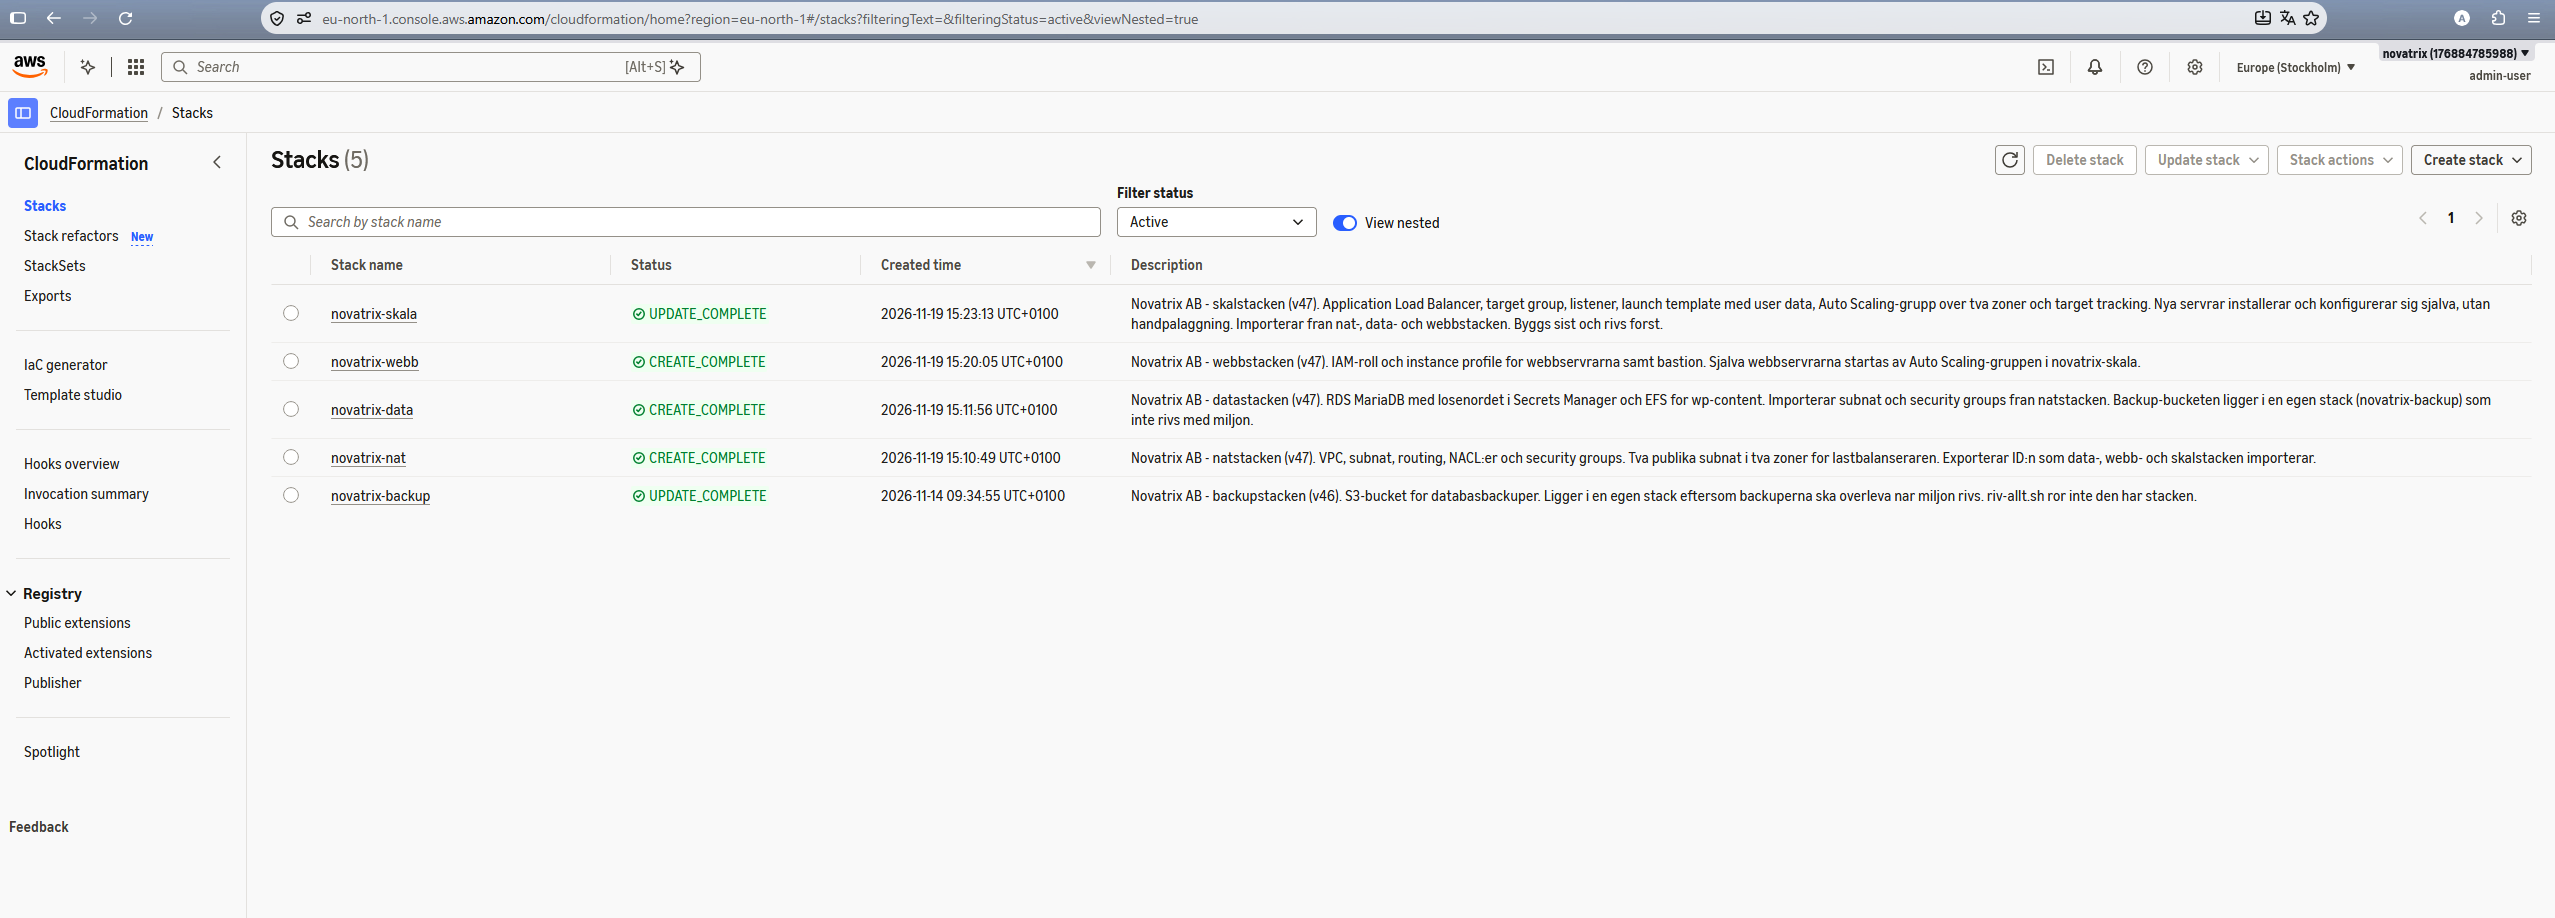 eu-north-1.console.aws.amazon.com/cloudformation/home?region=eu-north-1#/stacks?filteringText=&filteringStatus=active&viewNested=true
A
aws
Search
[Alt+S]
Europe (Stockholm)
novatrix (176884785988)
admin-user
CloudFormation / Stacks
CloudFormation
Stacks
Stack refactors New
StackSets
Exports
IaC generator
Template studio
Hooks overview
Invocation summary
Hooks
Registry
Public extensions
Activated extensions
Publisher
Spotlight
Feedback
Stacks (5)
Delete stack
Update stack
Stack actions
Create stack
Filter status
Search by stack name
Active
View nested
1
Stack name Status Created time Description
novatrix-skala UPDATE_COMPLETE 2026-11-19 15:23:13 UTC+0100 Novatrix AB - skalstacken (v47). Application Load Balancer, target group, listener, launch template med user data, Auto Scaling-grupp over tva zoner och target tracking. Nya servrar installerar och konfigurerar sig sjalva, utan
handpalaggning. Importerar fran nat-, data- och webbstacken. Byggs sist och rivs forst.
novatrix-webb CREATE_COMPLETE 2026-11-19 15:20:05 UTC+0100 Novatrix AB - webbstacken (v47). IAM-roll och instance profile for webbservrarna samt bastion. Sjalva webbservrarna startas av Auto Scaling-gruppen i novatrix-skala.
novatrix-data CREATE_COMPLETE 2026-11-19 15:11:56 UTC+0100 Novatrix AB - datastacken (v47). RDS MariaDB med losenordet i Secrets Manager och EFS for wp-content. Importerar subnat och security groups fran natstacken. Backup-bucketen ligger i en egen stack (novatrix-backup) som
inte rivs med miljon.
novatrix-nat CREATE_COMPLETE 2026-11-19 15:10:49 UTC+0100 Novatrix AB - natstacken (v47). VPC, subnat, routing, NACL:er och security groups. Tva publika subnat i tva zoner for lastbalanseraren. Exporterar ID:n som data-, webb- och skalstacken importerar.
novatrix-backup UPDATE_COMPLETE 2026-11-14 09:34:55 UTC+0100 Novatrix AB - backupstacken (v46). S3-bucket for databasbackuper. Ligger i en egen stack eftersom backuperna ska overleva nar miljon rivs. riv-allt.sh ror inte den har stacken.